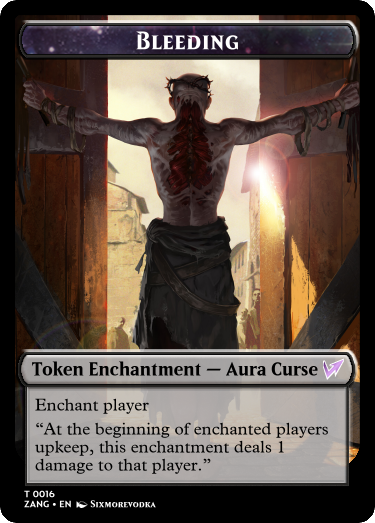 BLEEDING
Token Enchantment — Aura Curse
Enchant player
“At the beginning of enchanted players
upkeep, this enchantment deals 1
damage to that player.”
T 0016
ZANG • EN SIXMOREVODKA